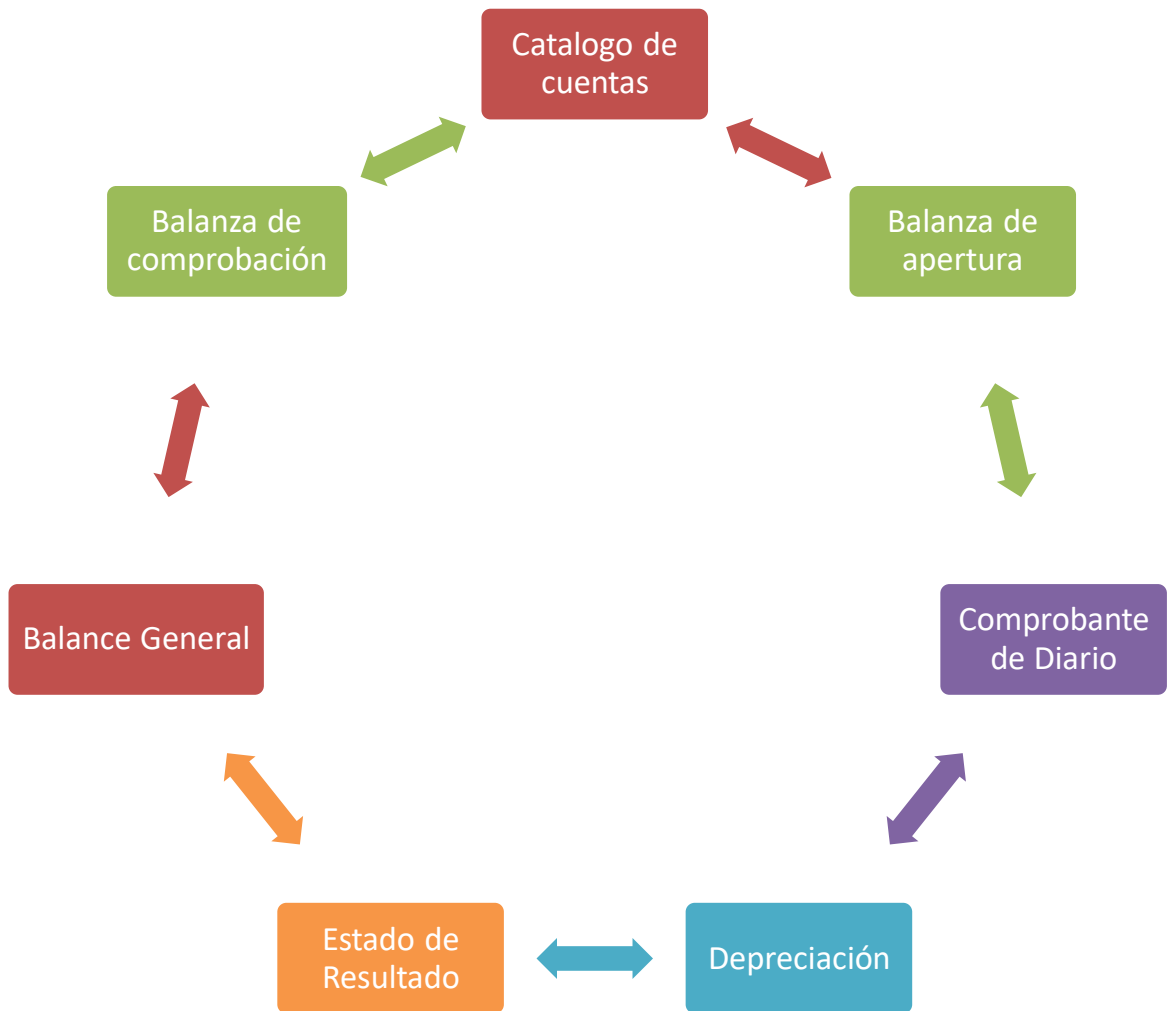 Catalogo de
cuentas
Balanza de
comprobación
Balanza de
apertura
Balance General
Comprobante
de Diario
Estado de
Resultado
Depreciación